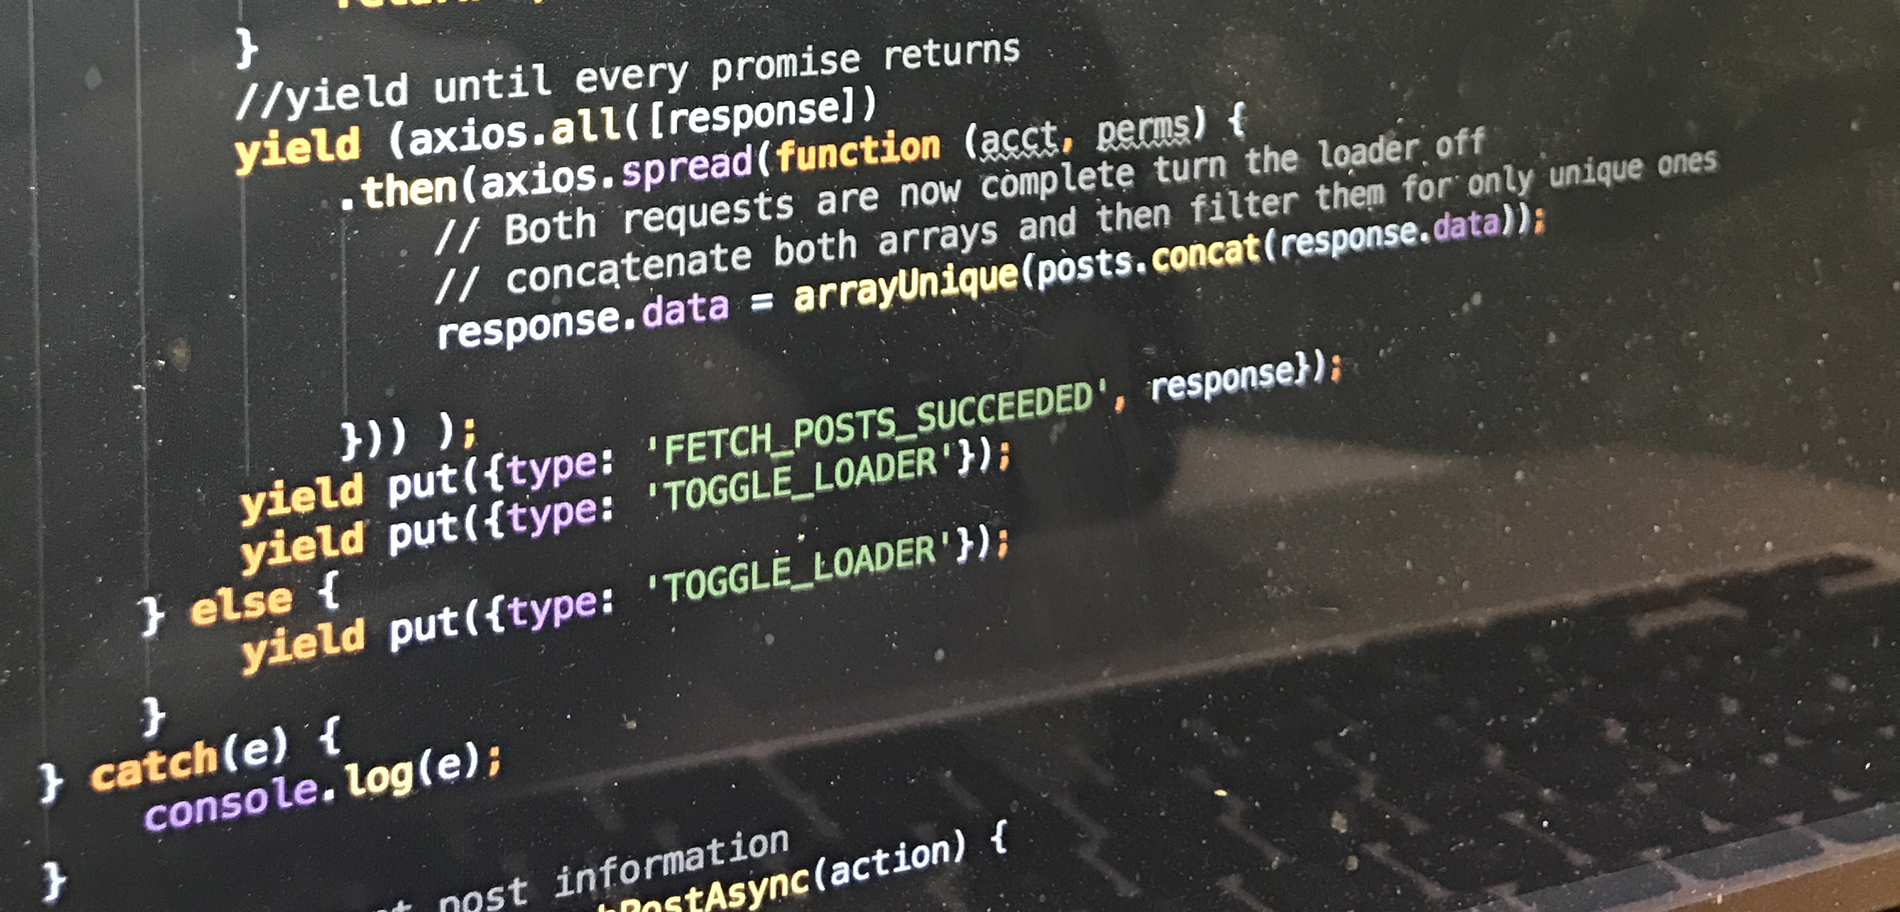 }
//yield until every promise returns
yield (axios.all([response])
.then(axios.spread(function (acct, perms) {
// Both requests are now complete turn the loader off
// concatenate both arrays and then filter them for only unique ones
response.data = arrayUnique(posts.concat(response.data));
})) );
yield put({type: 'FETCH_POSTS_SUCCEEDED', response});
yield put({type: 'TOGGLE_LOADER'});
} else {
yield put({type: 'TOGGLE_LOADER'});
}
} catch(e) {
console.log(e);
}
post information
PostAsync(action) {